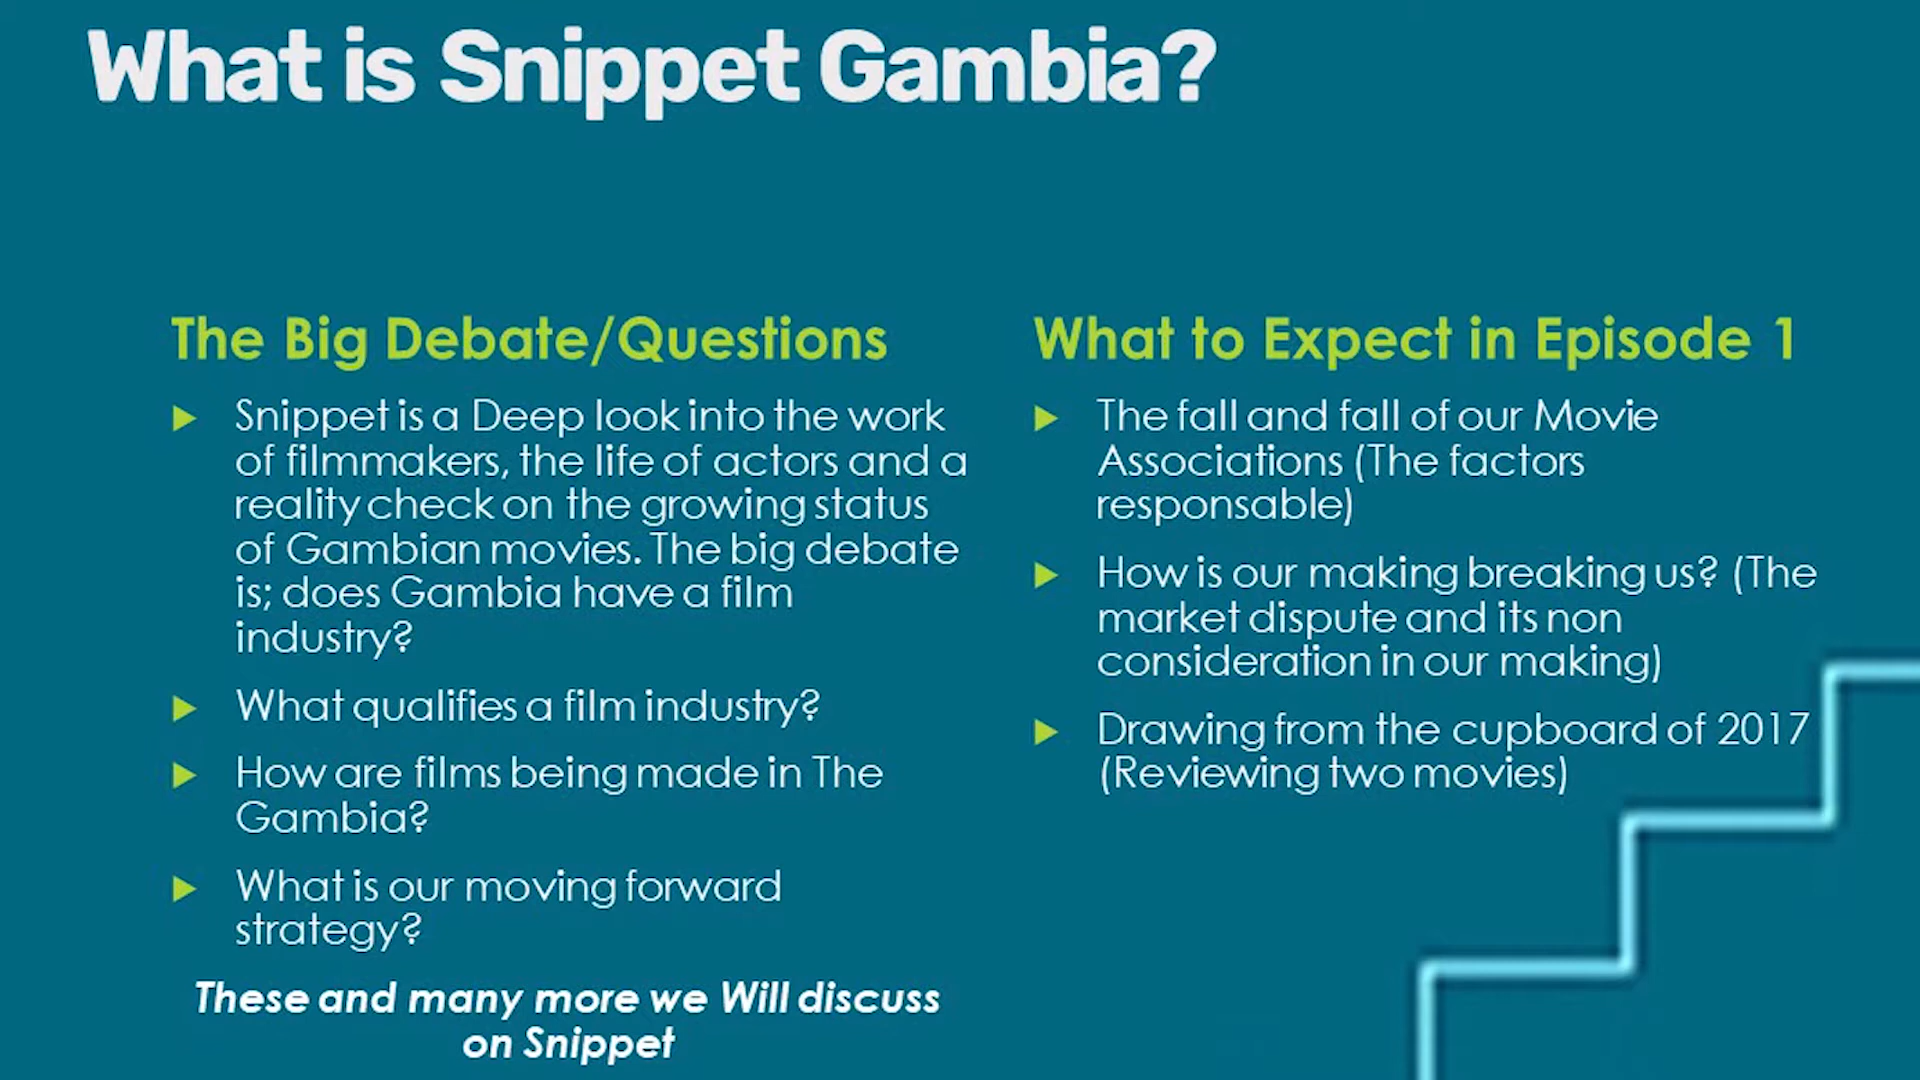 What is Snippet Gambia?
The Big Debate/Questions
Snippet is a Deep look into the work
of filmmakers, the life of actors and a
reality check on the growing status
of Gambian movies. The big debate
is; does Gambia have a film
industry?
What qualifies a film industry?
How are films being made in The
Gambia?
What is our moving forward
strategy?
These and many more we Will discuss
on Snippet
What to Expect in Episode 1
The fall and fall of our Movie
Associations (The factors
responsable)
How is our making breaking us? (The
market dispute and its non
consideration in our making)
Drawing from the cupboard of 2017
(Reviewing two movies)